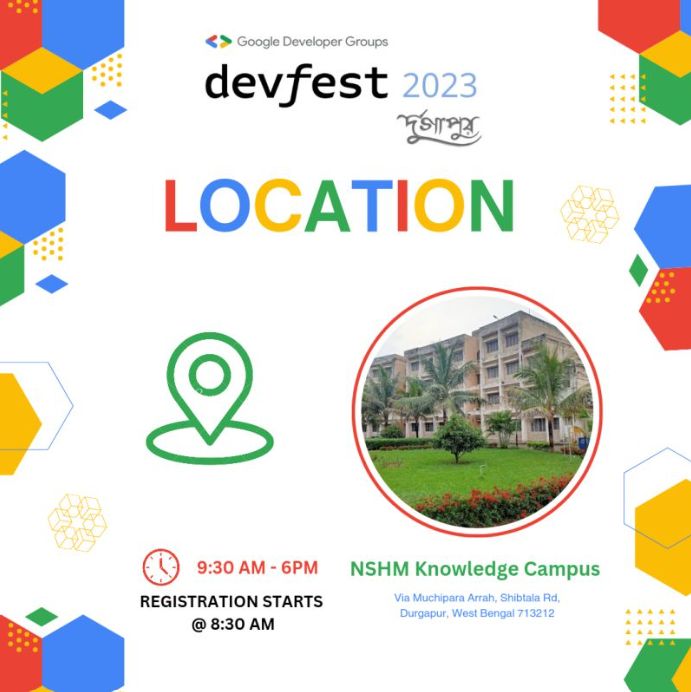 Google Developer Groups
devfest 2023
দুর্গাপুর
LOCATION
9:30 AM - 6PM
REGISTRATION STARTS
@ 8:30 AM
NSHM Knowledge Campus
Via Muchipara Arrah, Shibtala Rd,
Durgapur, West Bengal 713212